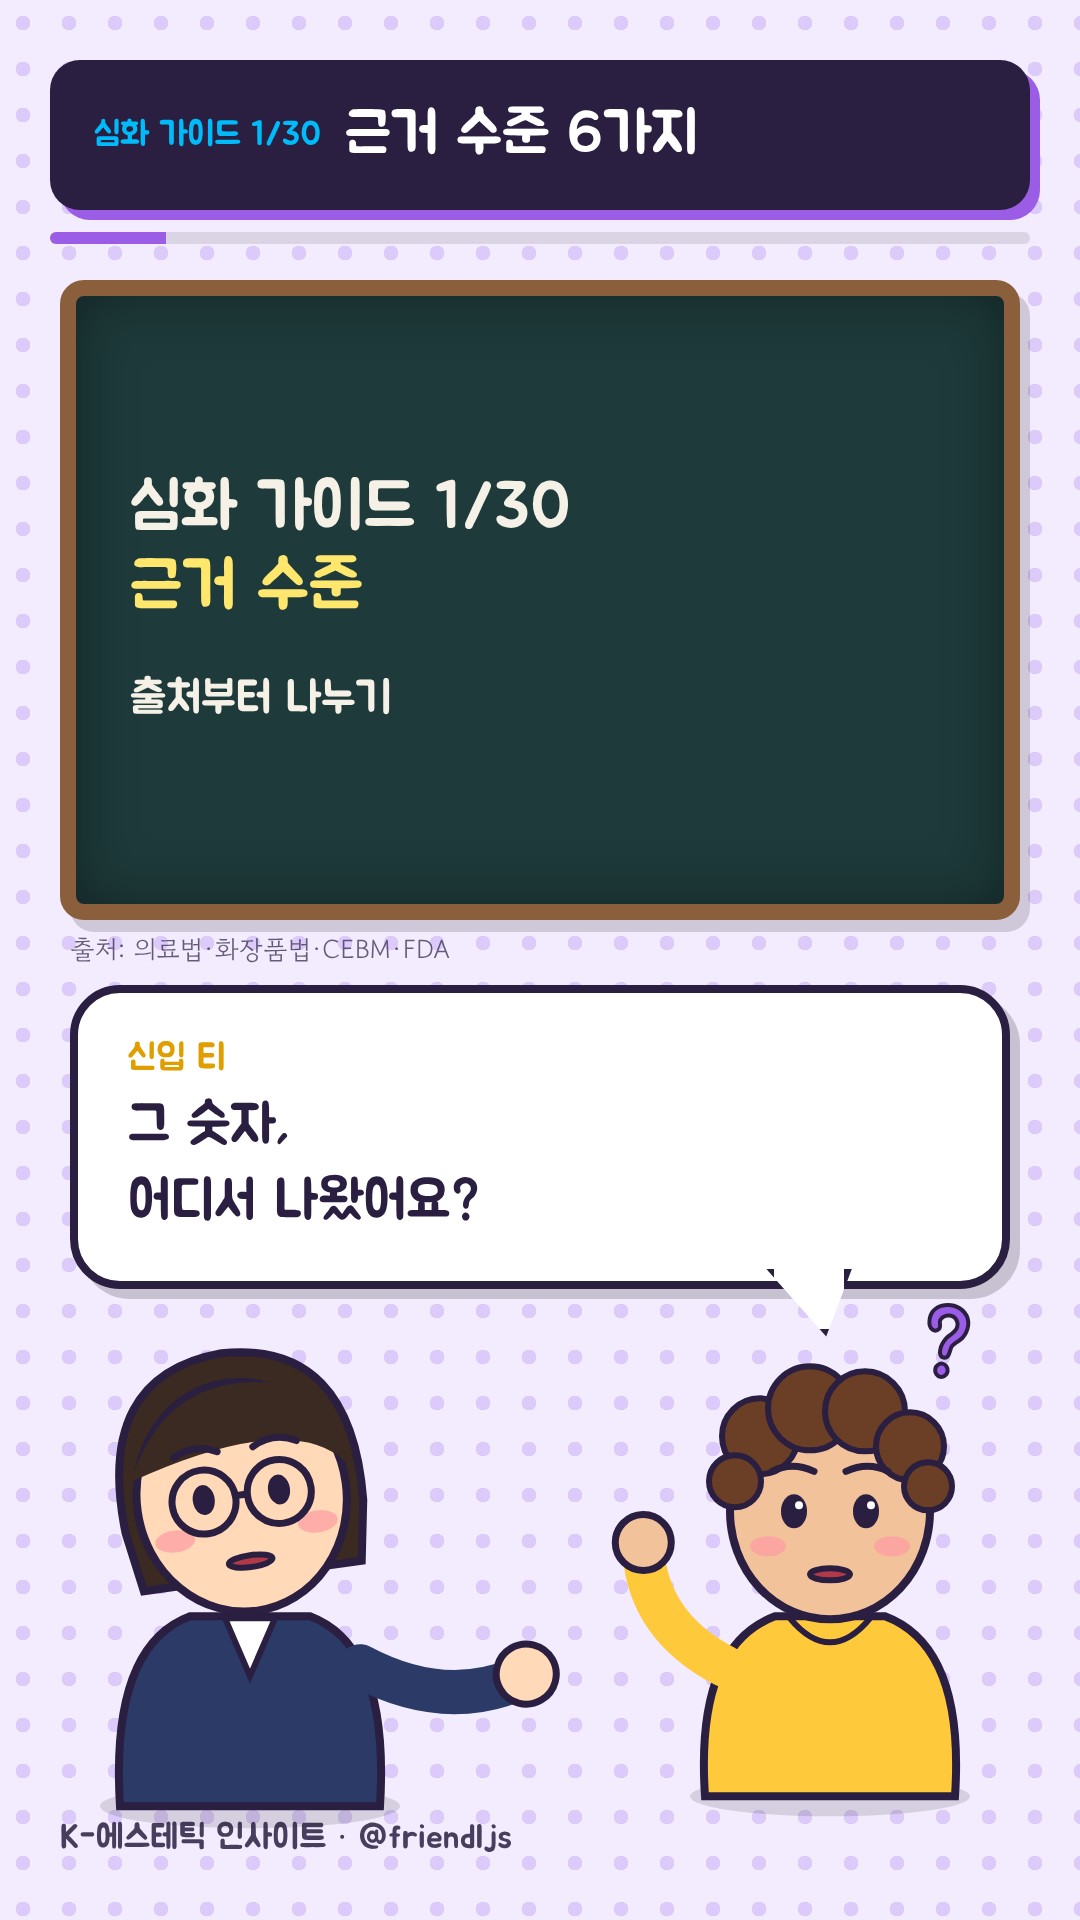 심화 가이드 1/30 근거 수준 6가지
심화 가이드 1/30
근거 수준
출처부터 나누기
출처: 의료법·화장품법·CEBM·FDA
신입 티
그 숫자,
어디서 나왔어요?
?
K-에스테틱 인사이트 · @friendljs